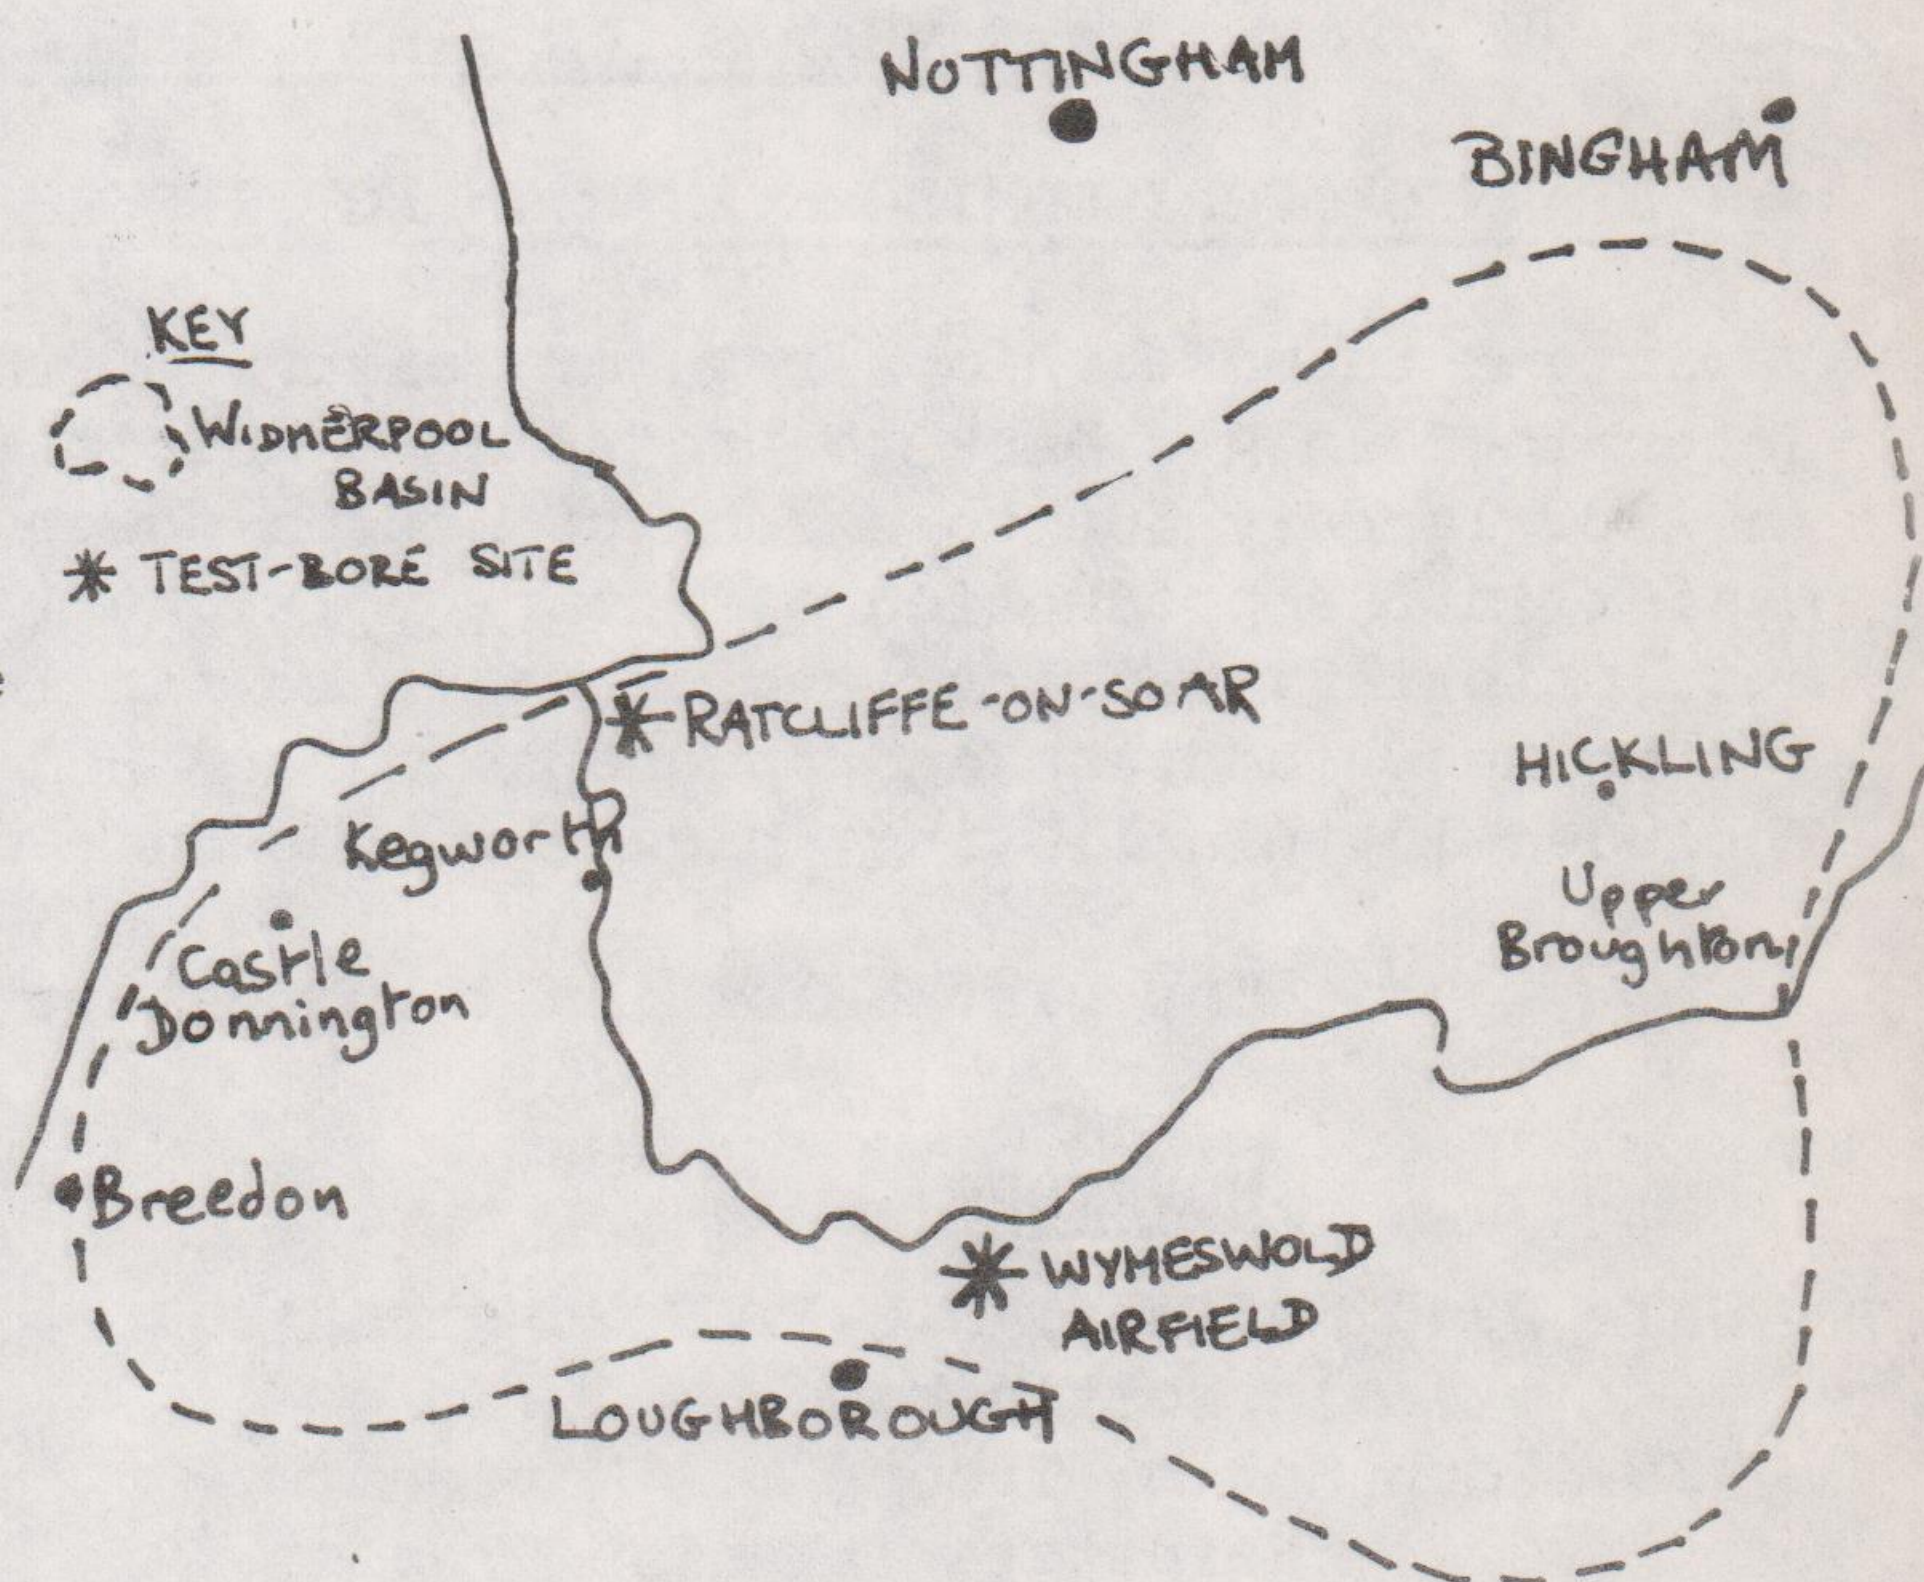 NOTTINGHAM
BINGHAM
KEY
WIDMERPOOL
BASIN
TEST-BORE SITE
RATCLIFFE-ON-SOAR
HICKLING
Kegworth
Upper
Broughton
Castle
Donnington
Breedon
WYMESWOLD
AIRFIELD
LOUGHBOROUGH